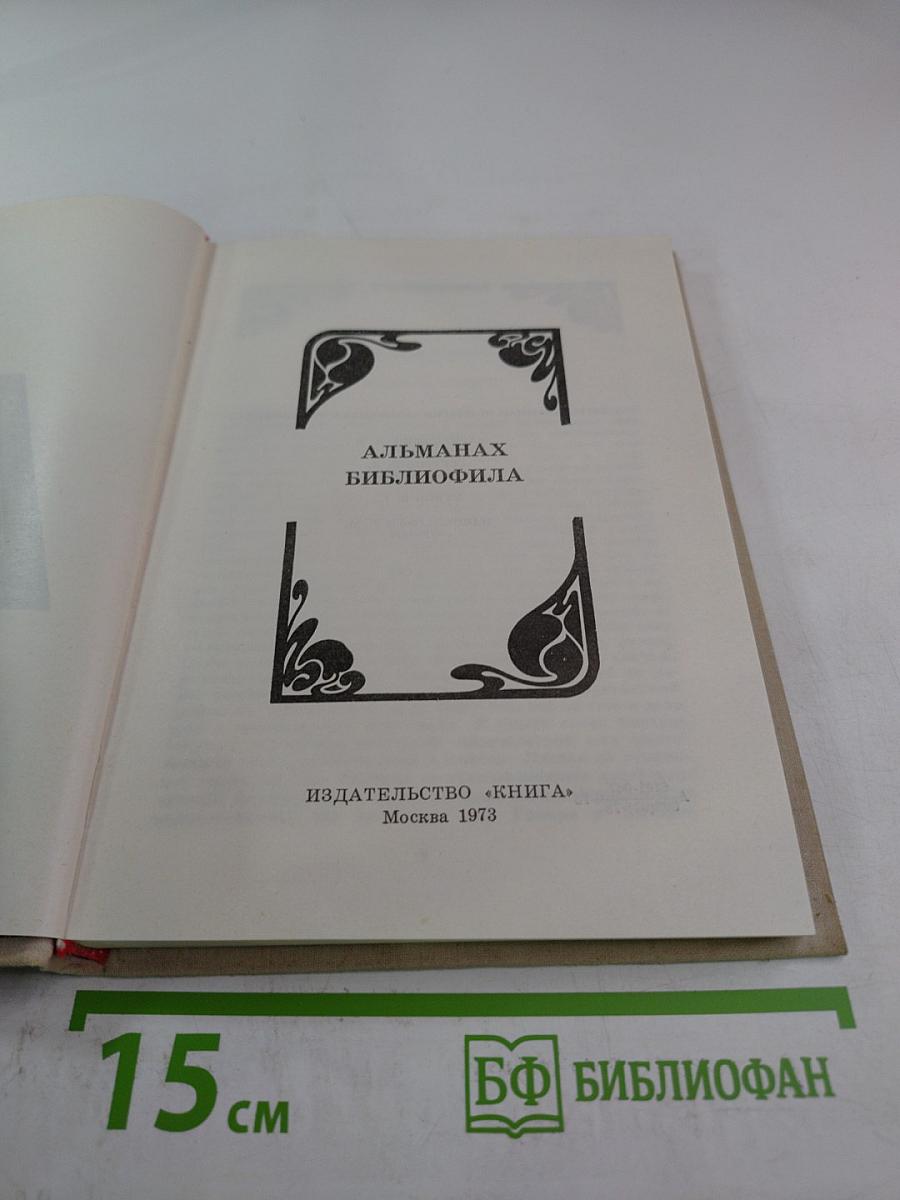 АЛЬМАНАХ
БИБЛИОФИЛА
ИЗДАТЕЛЬСТВО «КНИГА»
Москва 1973
15 см
БФ БИБЛИОФАН